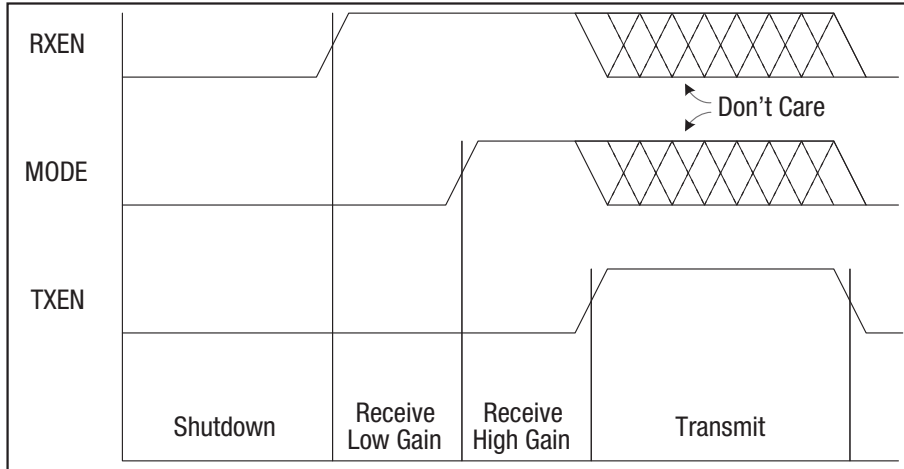 RXEN
Don't Care
MODE
TXEN
Shutdown
Receive
Low Gain
Receive
High Gain
Transmit